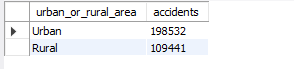 urban_or_rural_area accidents
Urban 198532
Rural 109441